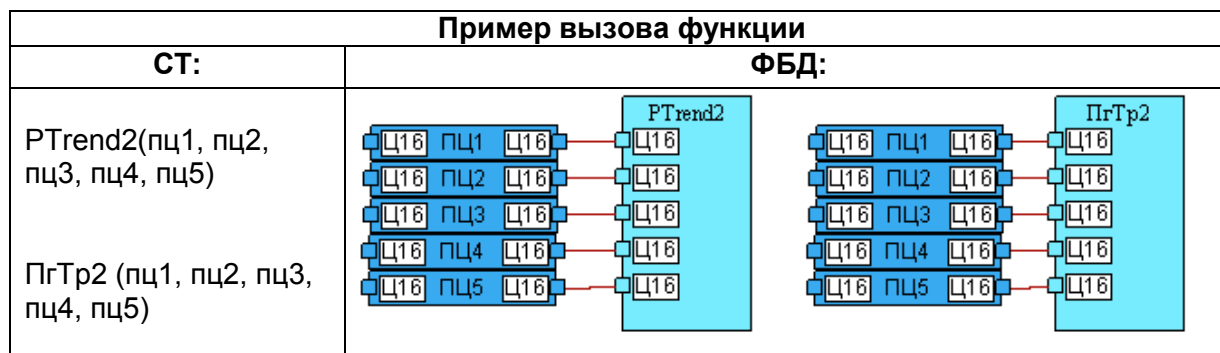 Пример вызова функции
СТ:
ФБД:
PTrend2(пц1, пц2,
пц3, пц4, пц5)
ПгТр2 (пц1, пц2, пц3,
пц4, пц5)
PTrend2
Ц16 ПЦ1 Ц16 Ц16
Ц16 ПЦ2 Ц16 Ц16
Ц16 ПЦ3 Ц16 Ц16
Ц16 ПЦ4 Ц16 Ц16
Ц16 ПЦ5 Ц16 Ц16
ПгТр2
Ц16 ПЦ1 Ц16 Ц16
Ц16 ПЦ2 Ц16 Ц16
Ц16 ПЦ3 Ц16 Ц16
Ц16 ПЦ4 Ц16 Ц16
Ц16 ПЦ5 Ц16 Ц16